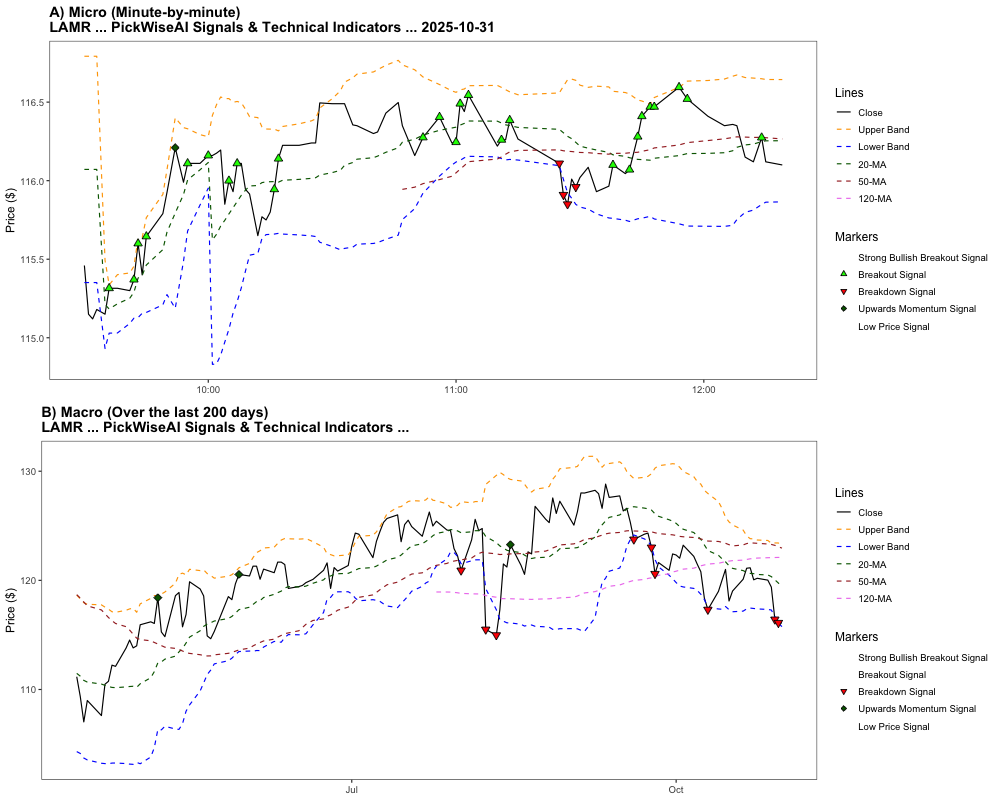 A) Micro (Minute-by-minute)
LAMR ... PickWiseAI Signals & Technical Indicators ... 2025-10-31
Price ($)
116.5
116.0
115.5
115.0
10:00
11:00
12:00
Lines
Close
Upper Band
Lower Band
20-MA
50-MA
120-MA
Markers
Strong Bullish Breakout Signal
Breakout Signal
Breakdown Signal
Upwards Momentum Signal
Low Price Signal
B) Macro (Over the last 200 days)
LAMR ... PickWiseAI Signals & Technical Indicators ...
Price ($)
130
120
110
Jul
Oct
Lines
Close
Upper Band
Lower Band
20-MA
50-MA
120-MA
Markers
Strong Bullish Breakout Signal
Breakout Signal
Breakdown Signal
Upwards Momentum Signal
Low Price Signal